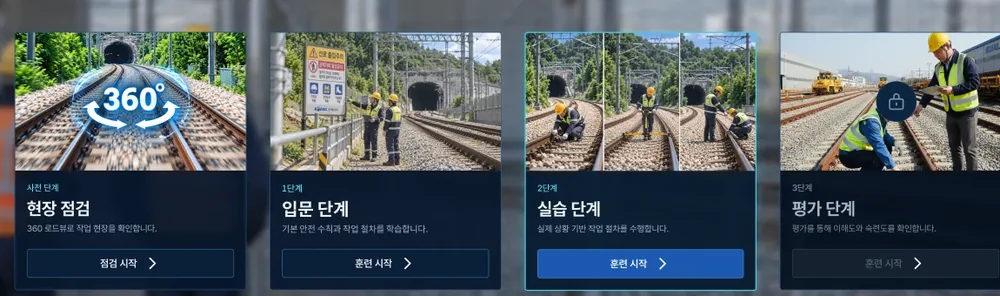 360°
사전 단계
현장 점검
360 로드뷰로 작업 현장을 확인합니다.
점검 시작
1단계
입문 단계
기본 안전 수칙과 작업 절차를 학습합니다.
훈련 시작
2단계
실습 단계
실제 상황 기반 작업 절차를 수행합니다.
훈련 시작
3단계
평가 단계
평가를 통해 이해도와 숙련도를 확인합니다.
훈련 시작